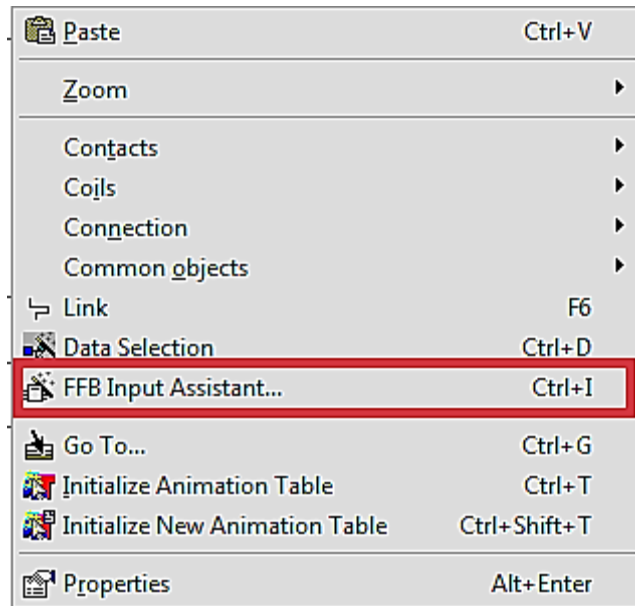 Paste Ctrl+V
Zoom
Contacts
Coils
Connection
Common objects
Link F6
Data Selection Ctrl+D
FFB Input Assistant... Ctrl+I
Go To... Ctrl+G
Initialize Animation Table Ctrl+T
Initialize New Animation Table Ctrl+Shift+T
Properties Alt+Enter